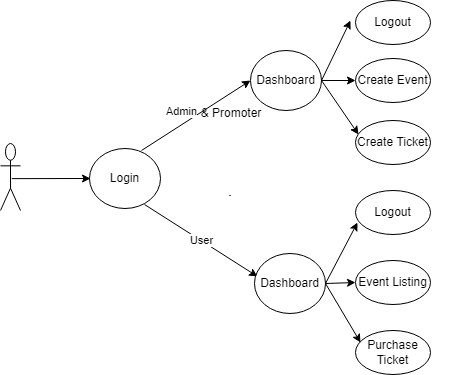 Logout
Dashboard
Create Event
Admin & Promoter
Create Ticket
Login
Logout
User
Dashboard
Event Listing
Purchase
Ticket